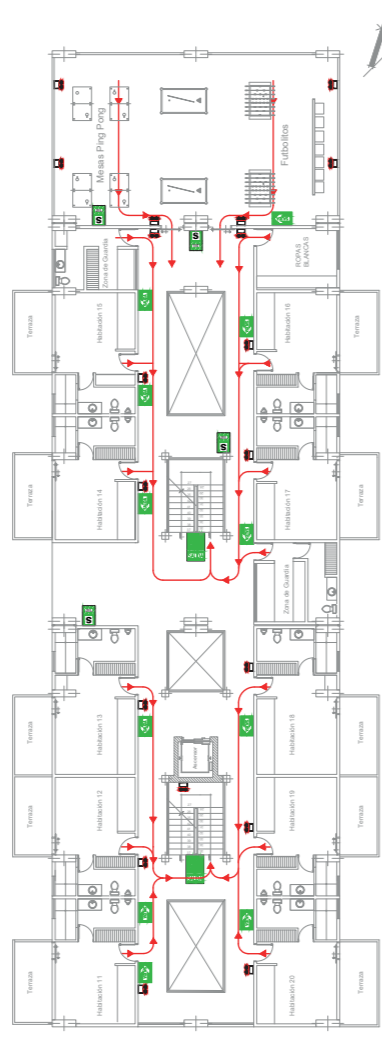 Mesas Ping Pong
Futbolitos
S
S
Zona de Guardia
ROPAS
BLANCAS
Terraza
Habitación 15
Habitación 16
Terraza
S
Terraza
Habitación 14
Habitación 17
Terraza
Zona de Guardia
S
Terraza
Habitación 13
Habitación 18
Terraza
Ascensor
Terraza
Habitación 12
Habitación 19
Terraza
Terraza
Habitación 11
Habitación 20
Terraza